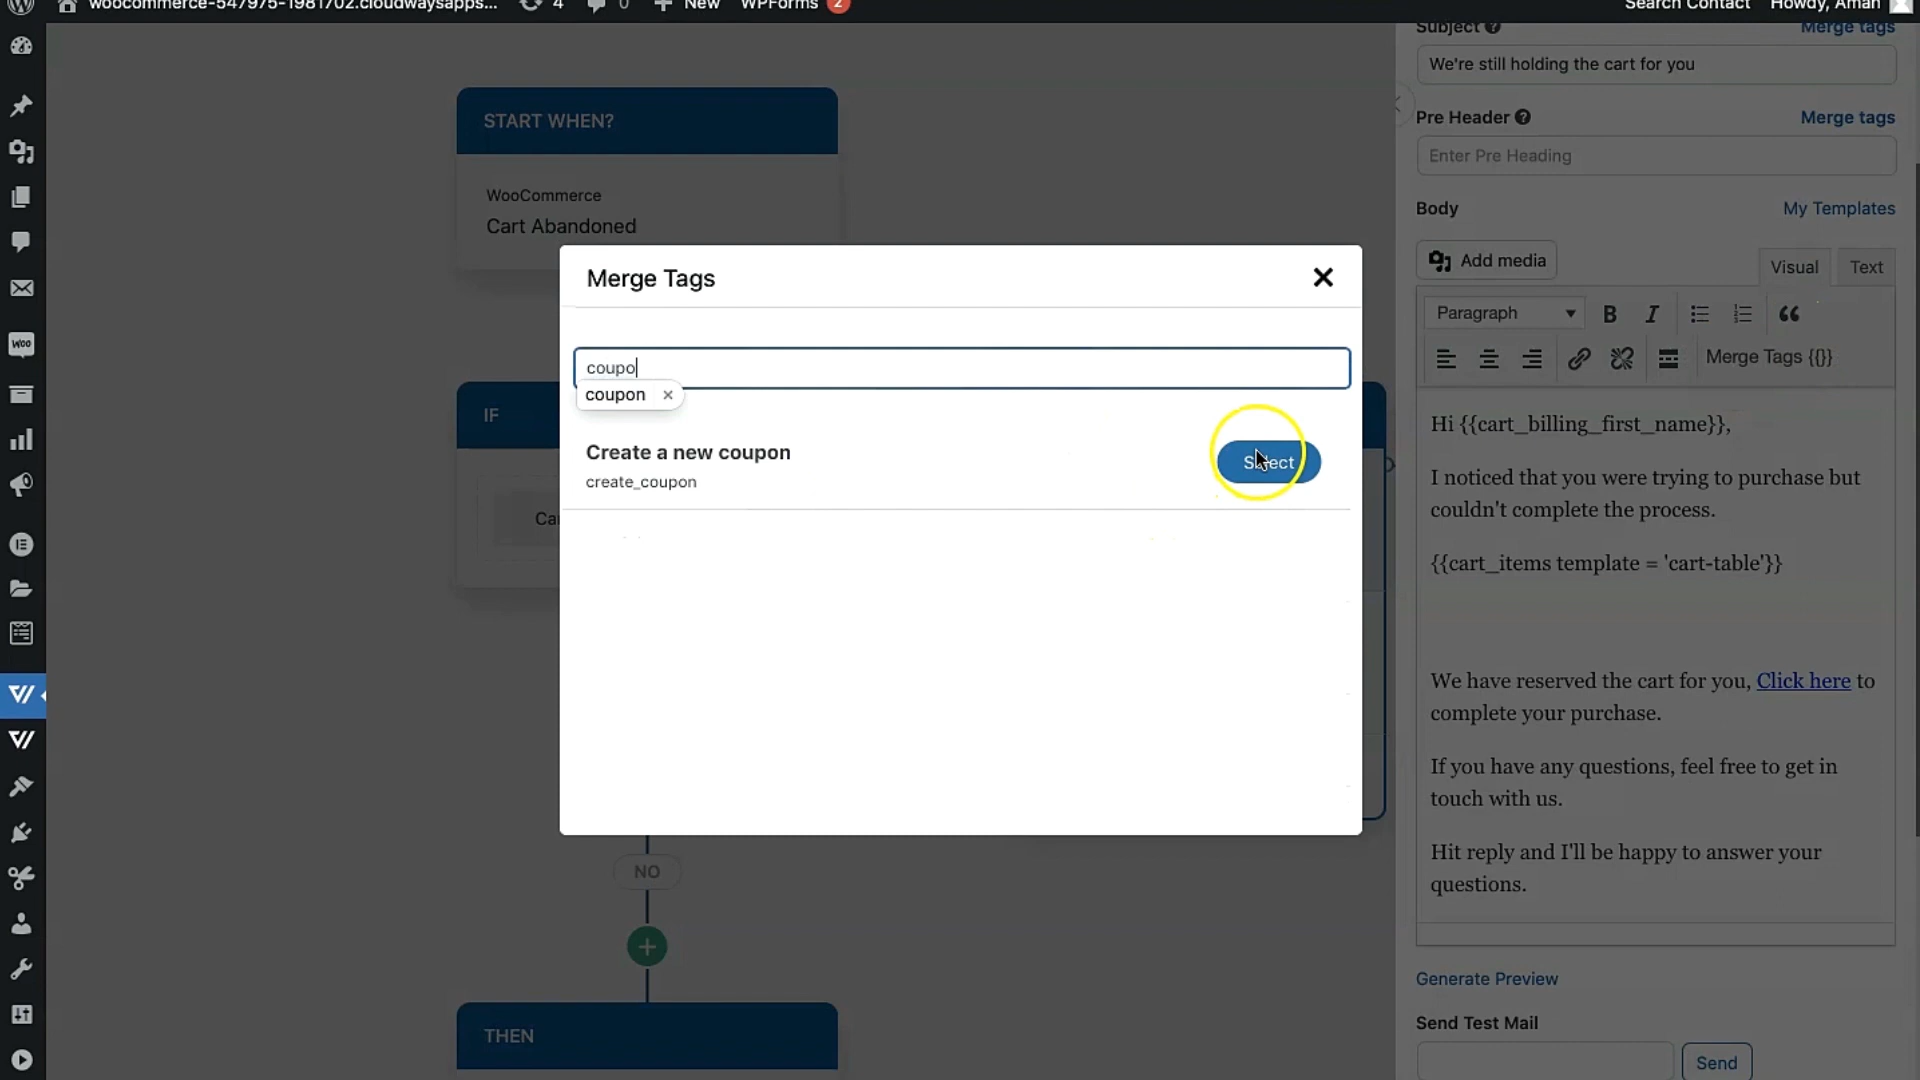 woocommerce-547975-1981702.cloudwaysapps...
4
0
New
WPForms 2
Search Contact
Howdy, Aman
Woo
START WHEN?
WooCommerce
Cart Abandoned
IF
NO
+
THEN
Merge Tags
coupo
coupon ×
Create a new coupon
create_coupon
Select
Subject ?
Merge tags
We're still holding the cart for you
Pre Header ?
Merge tags
Enter Pre Heading
Body
My Templates
Add media
Visual
Text
Paragraph
B I
Merge Tags {{}}
Hi {{cart_billing_first_name}},
I noticed that you were trying to purchase but
couldn't complete the process.
{{cart_items template = 'cart-table'}}
We have reserved the cart for you, Click here to
complete your purchase.
If you have any questions, feel free to get in
touch with us.
Hit reply and I'll be happy to answer your
questions.
Generate Preview
Send Test Mail
Send